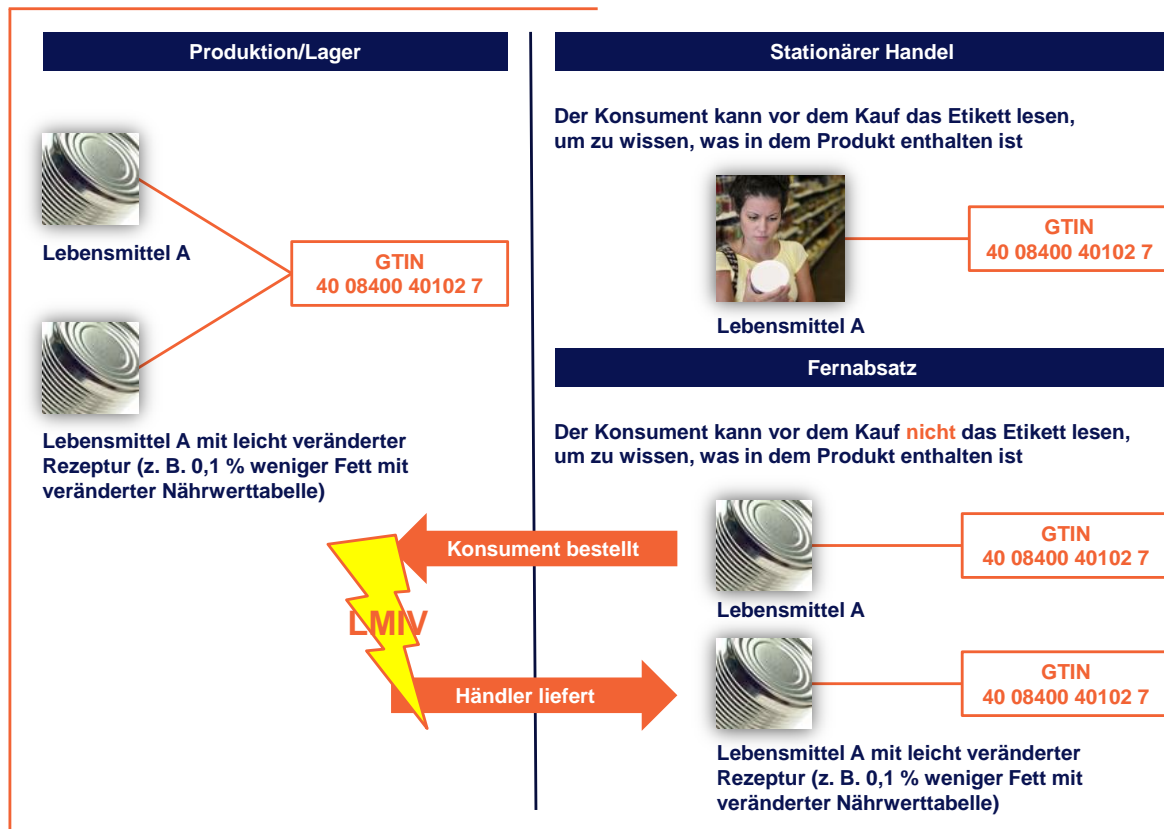 Produktion/Lager
Lebensmittel A
GTIN
40 08400 40102 7
Lebensmittel A mit leicht veränderter
Rezeptur (z. B. 0,1 % weniger Fett mit
veränderter Nährwerttabelle)
Stationärer Handel
Der Konsument kann vor dem Kauf das Etikett lesen,
um zu wissen, was in dem Produkt enthalten ist
GTIN
40 08400 40102 7
Lebensmittel A
Fernabsatz
Der Konsument kann vor dem Kauf nicht das Etikett lesen,
um zu wissen, was in dem Produkt enthalten ist
Konsument bestellt
GTIN
40 08400 40102 7
Lebensmittel A
LMIV
Händler liefert
GTIN
40 08400 40102 7
Lebensmittel A mit leicht veränderter
Rezeptur (z. B. 0,1 % weniger Fett mit
veränderter Nährwerttabelle)